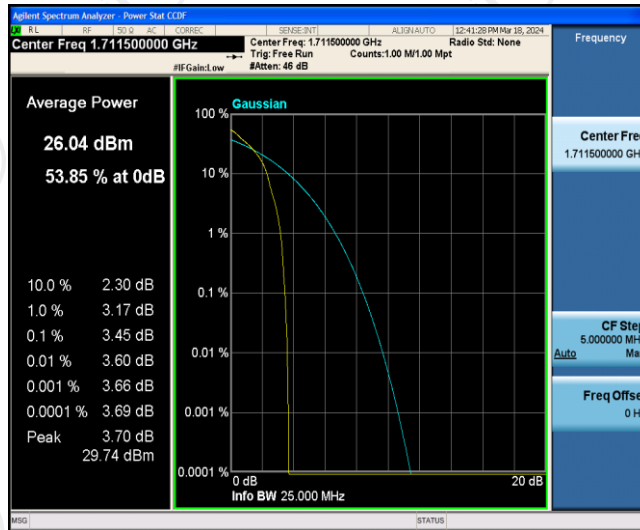 Agilent Spectrum Analyzer - Power Stat CCDF
RL RF 50 Ω AC CORREC SENSE:INT ALIGN AUTO 12:41:28 PM Mar 18, 2024
Center Freq 1.711500000 GHz
Center Freq: 1.711500000 GHz Radio Std: None
Trig: Free Run Counts:1.00 M/1.00 Mpt
#IFGain:Low #Atten: 46 dB
Frequency
Average Power
26.04 dBm
53.85 % at 0dB
10.0 % 2.30 dB
1.0 % 3.17 dB
0.1 % 3.45 dB
0.01 % 3.60 dB
0.001 % 3.66 dB
0.0001 % 3.69 dB
Peak 3.70 dB
29.74 dBm
Gaussian
100 %
10 %
1 %
0.1 %
0.01 %
0.001 %
0.0001 %
0 dB 20 dB
Info BW 25.000 MHz
Center Fre
1.711500000 GH
CF Step
5.000000 MH
Auto Ma
Freq Offse
0 H
MSG STATUS